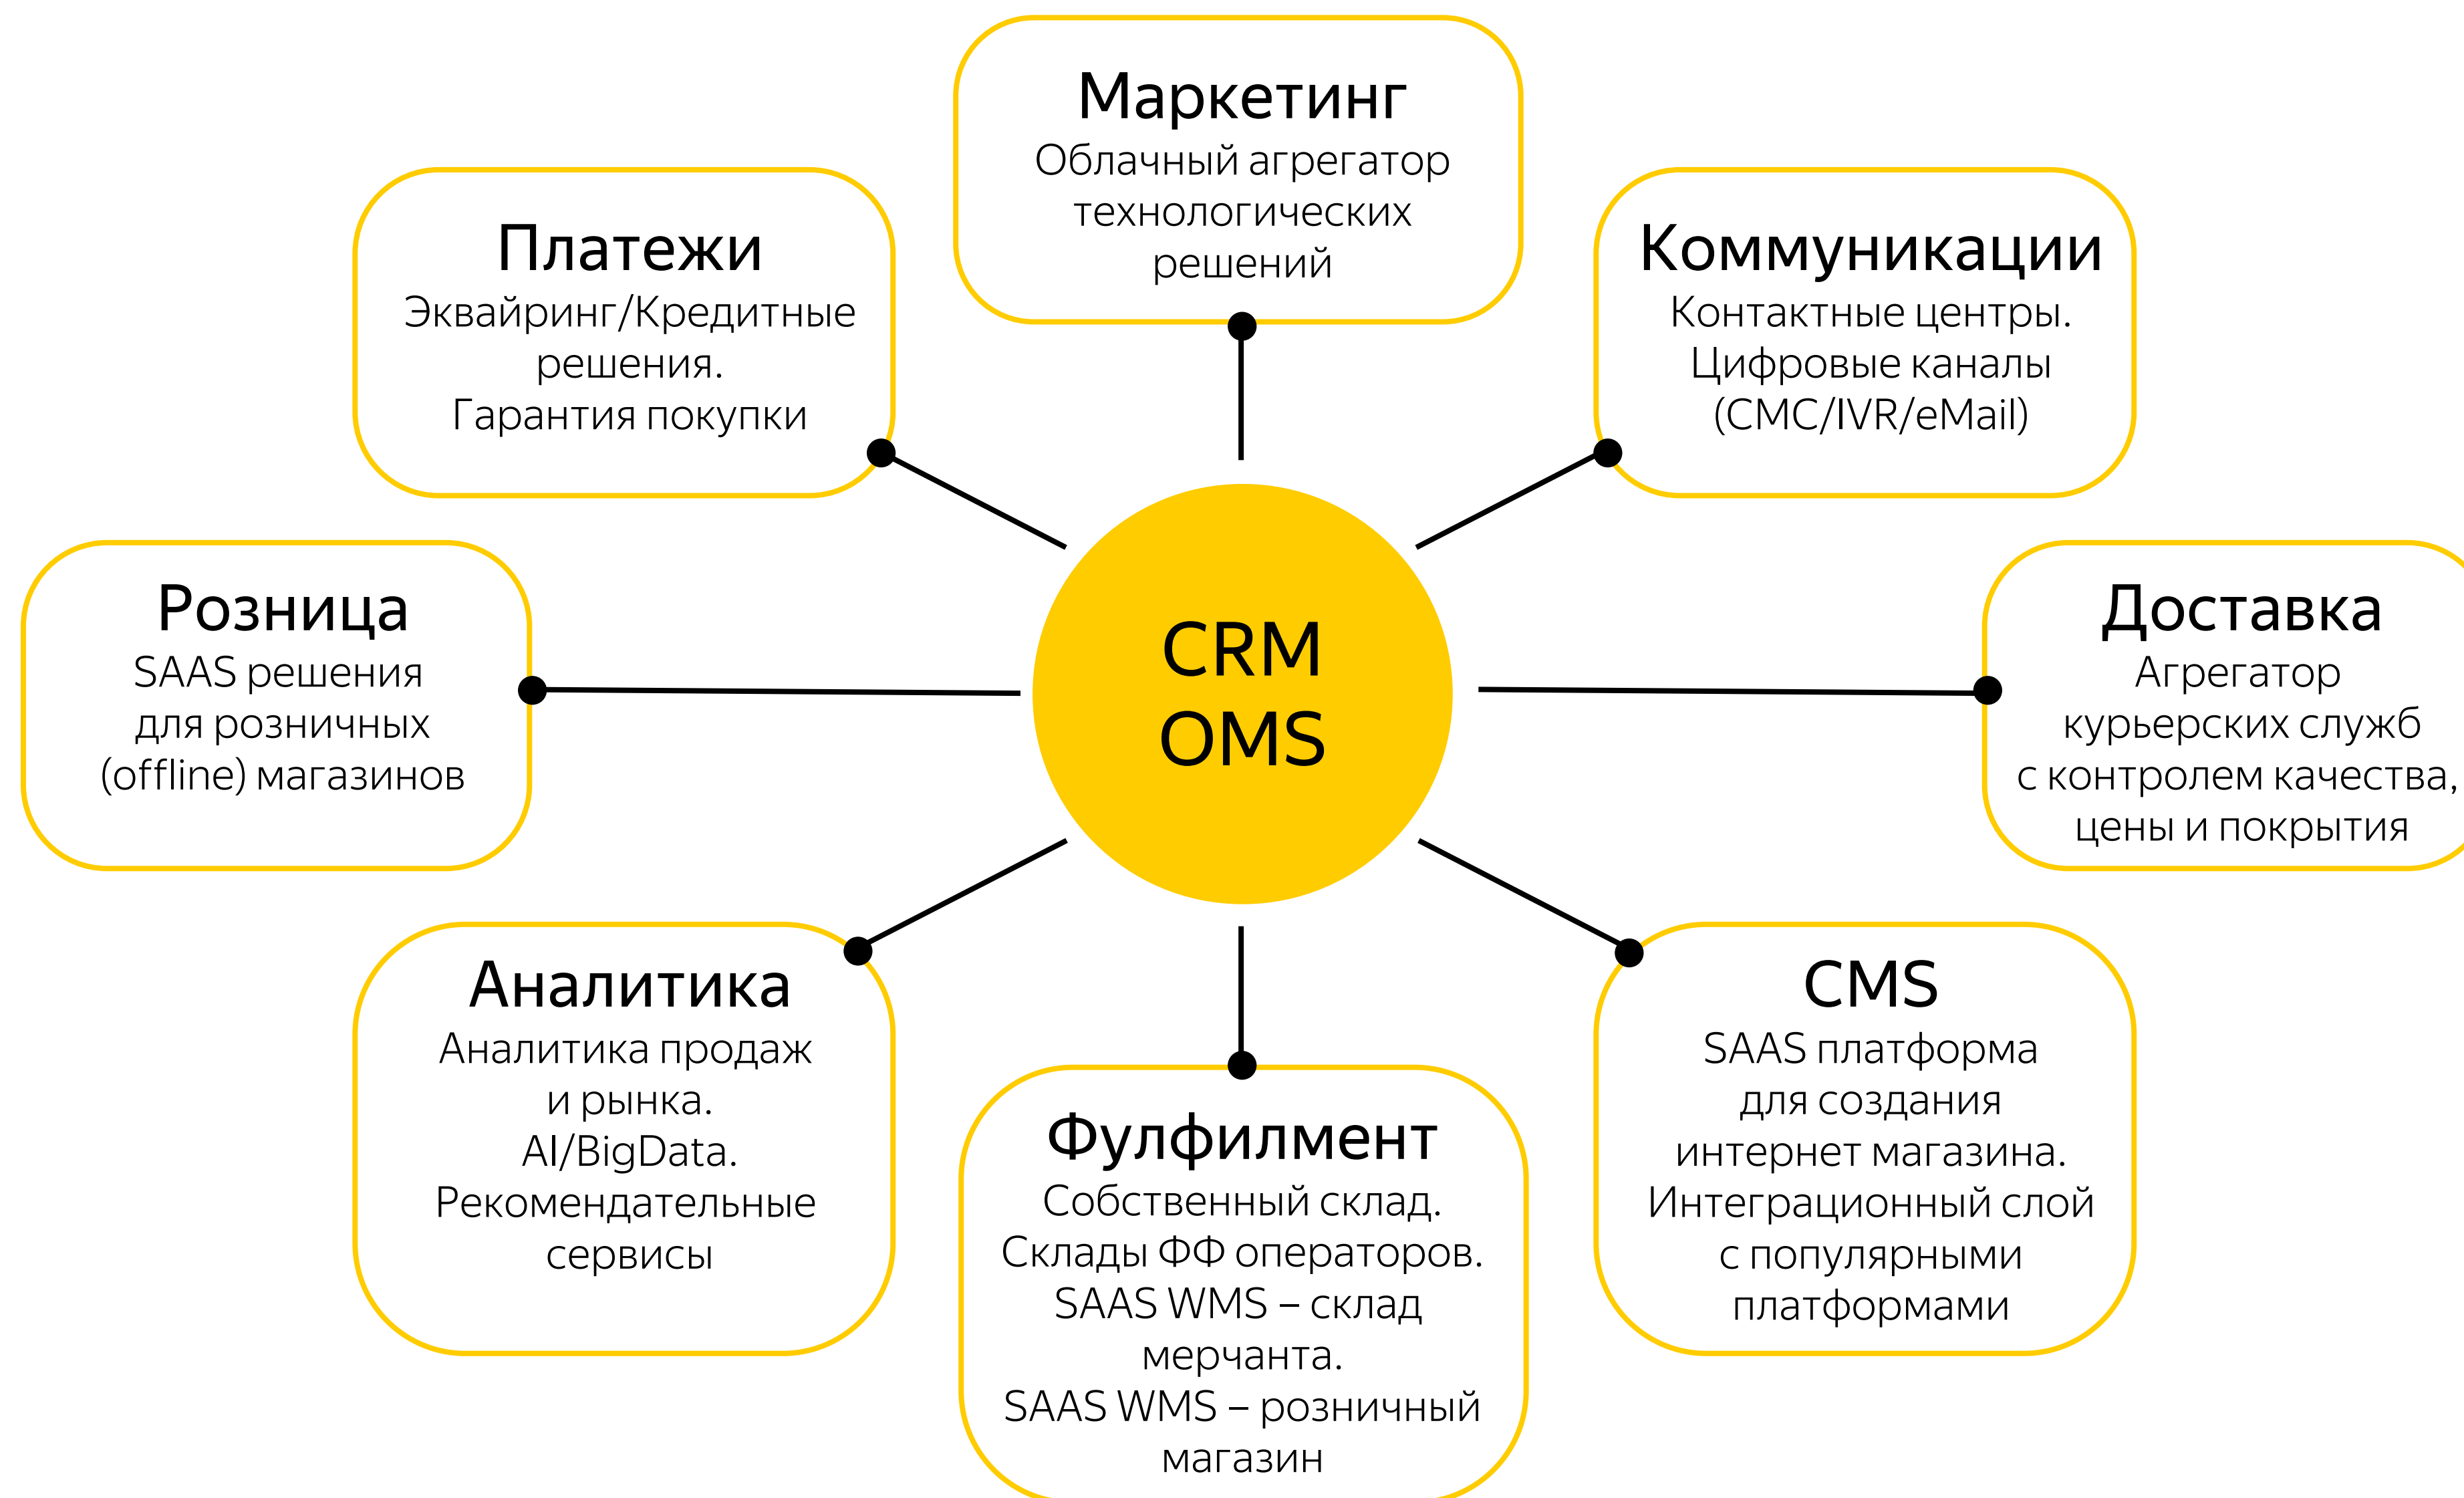 Маркетинг
Облачный агрегатор
технологических
решений
Платежи
Эквайринг/Кредитные
решения.
Гарантия покупки
Коммуникации
Контактные центры.
Цифровые каналы
(СМС/IVR/eMail)
Розница
SAAS решения
для розничных
(offline) магазинов
CRM
OMS
Доставка
Агрегатор
курьерских служб
с контролем качества,
цены и покрытия
Аналитика
Аналитика продаж
и рынка.
AI/BigData.
Рекомендательные
сервисы
Фулфилмент
Собственный склад.
Склады ФФ операторов.
SAAS WMS – склад
мерчанта.
SAAS WMS – розничный
магазин
CMS
SAAS платформа
для создания
интернет магазина.
Интеграционный слой
с популярными
платформами